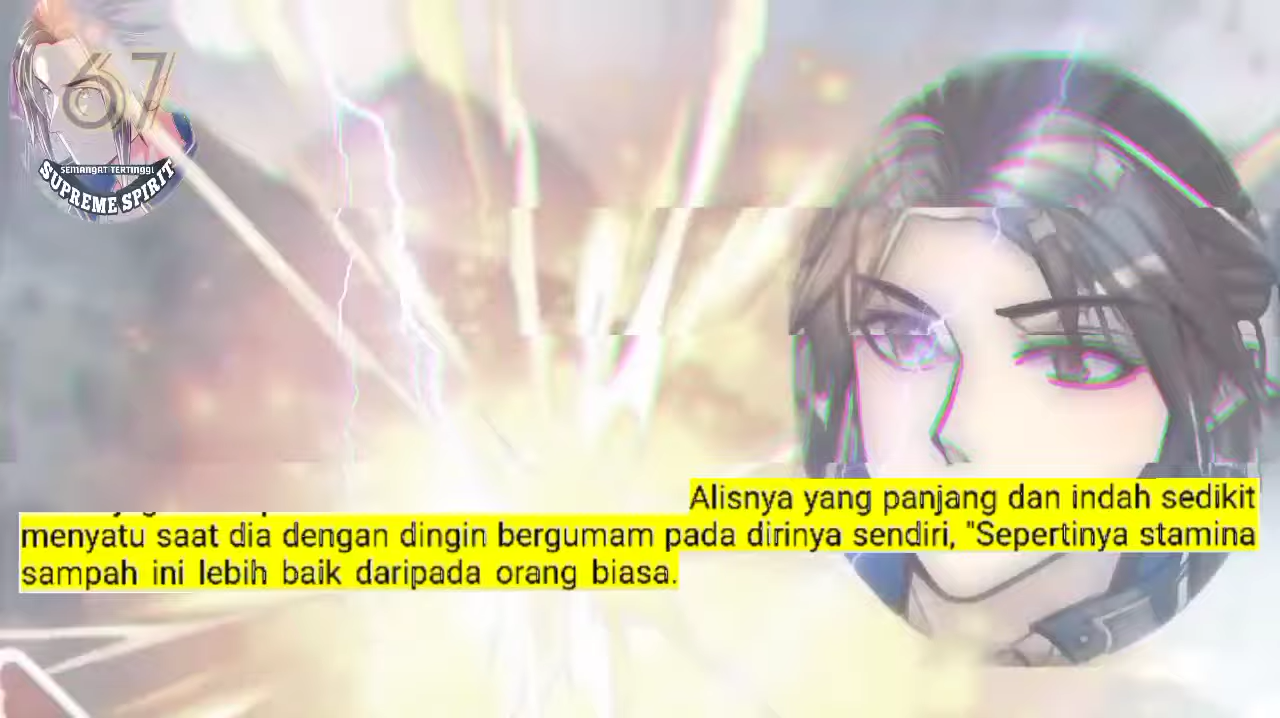 67
SEMANGAT TERTINGGI
SUPREME SPIRIT
Alisnya yang panjang dan indah sedikit
menyatu saat dia dengan dingin bergumam pada dirinya sendiri, "Sepertinya stamina
sampah ini lebih baik daripada orang biasa.